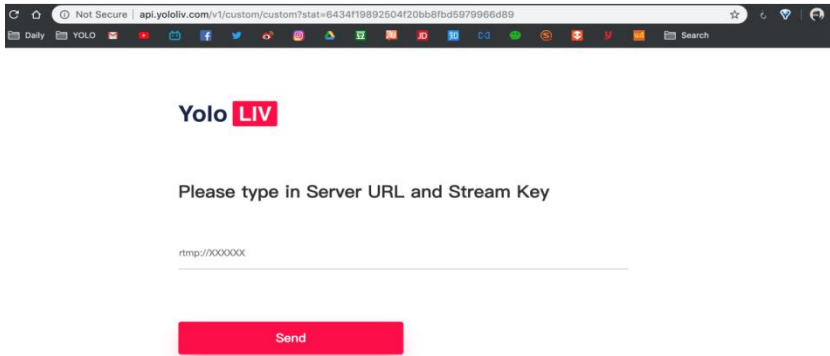 Not Secure | api.yololiv.com/v1/custom/custom?stat=6434f19892504f20bb8fbd5979966d89
Daily YOLO Search
Yolo LIV
Please type in Server URL and Stream Key
rtmp://XXXXXX
Send